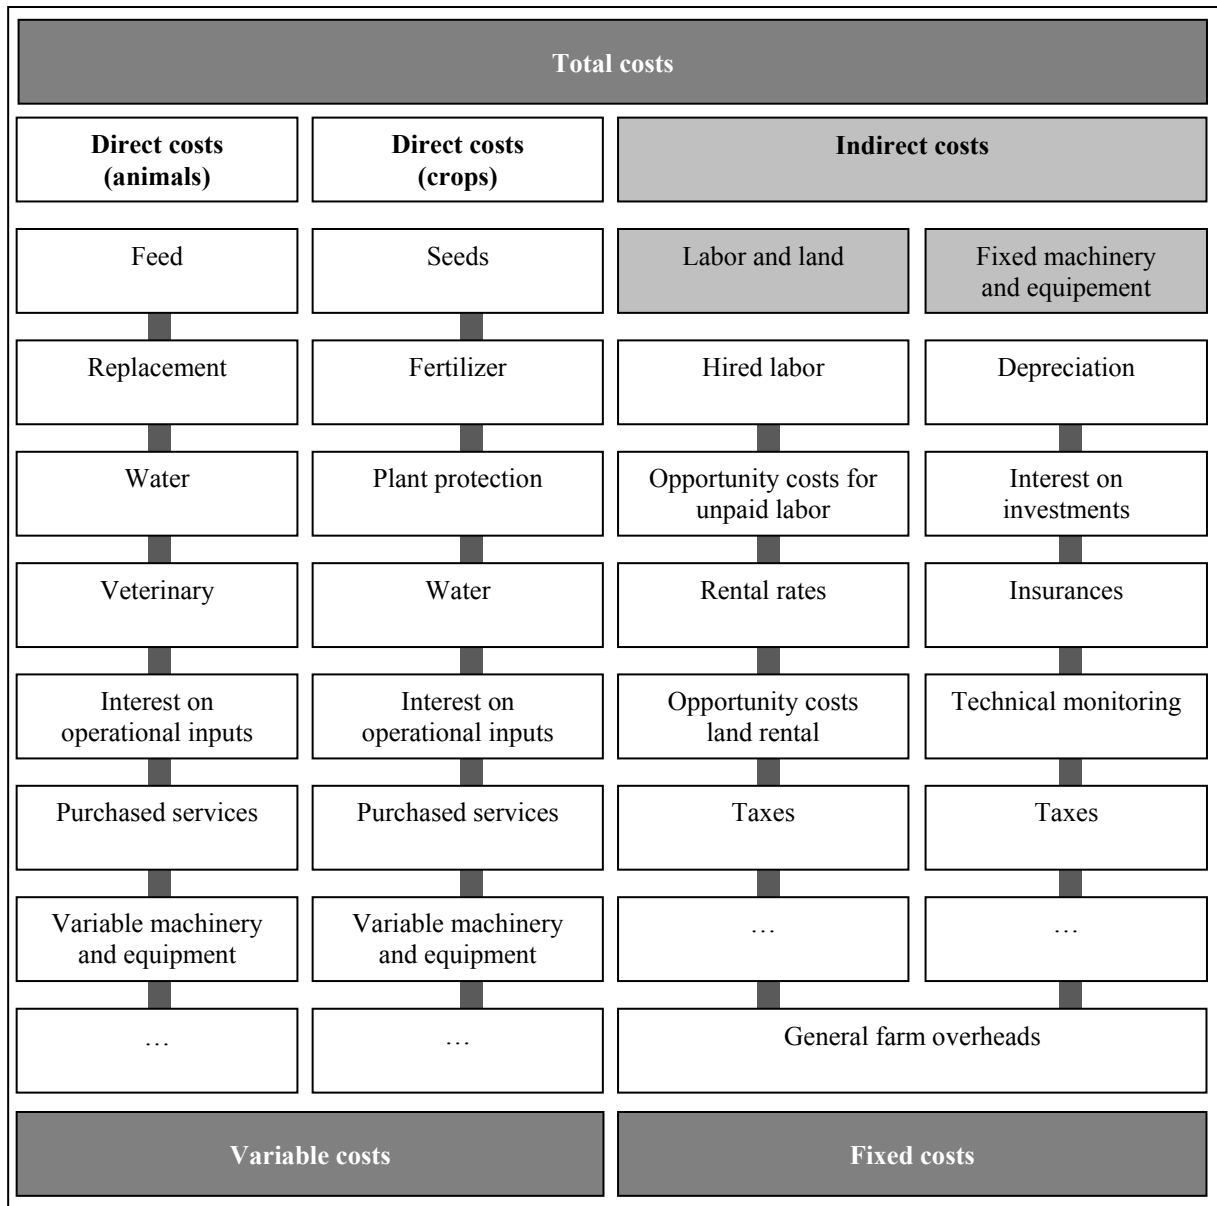 Total costs
Direct costs
(animals)
Direct costs
(crops)
Indirect costs
Feed
Seeds
Labor and land
Fixed machinery
and equipement
Replacement
Fertilizer
Hired labor
Depreciation
Water
Plant protection
Opportunity costs for
unpaid labor
Interest on
investments
Veterinary
Water
Rental rates
Insurances
Interest on
operational inputs
Interest on
operational inputs
Opportunity costs
land rental
Technical monitoring
Purchased services
Purchased services
Taxes
Taxes
Variable machinery
and equipment
Variable machinery
and equipment
…
…
…
…
General farm overheads
Variable costs
Fixed costs